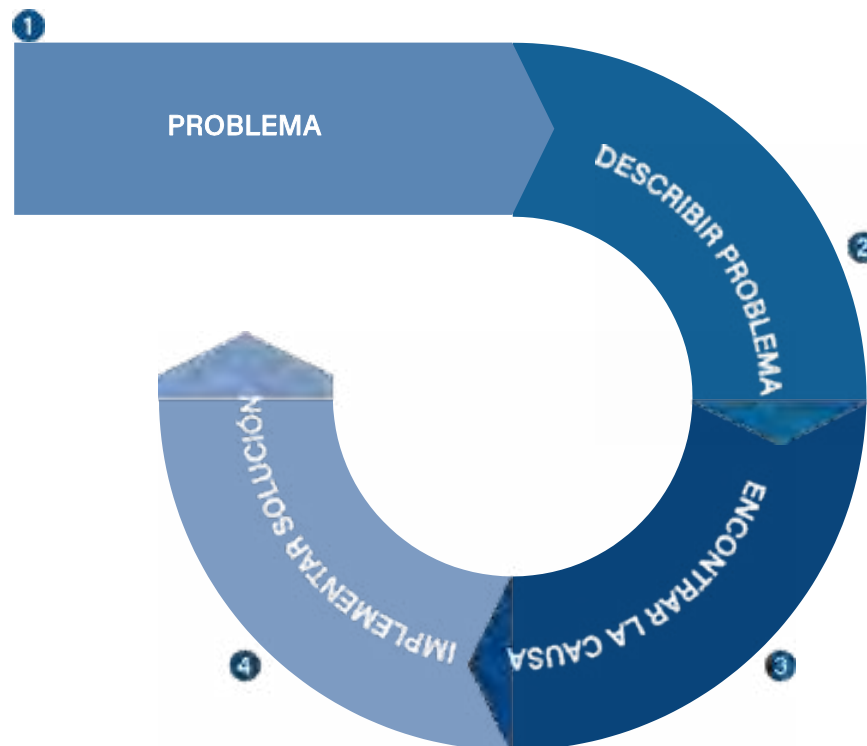 1
PROBLEMA
DESCRIBIR PROBLEMA
2
ENCONTRAR LA CAUSA
3
IMPLEMENTAR SOLUCIÓN
4